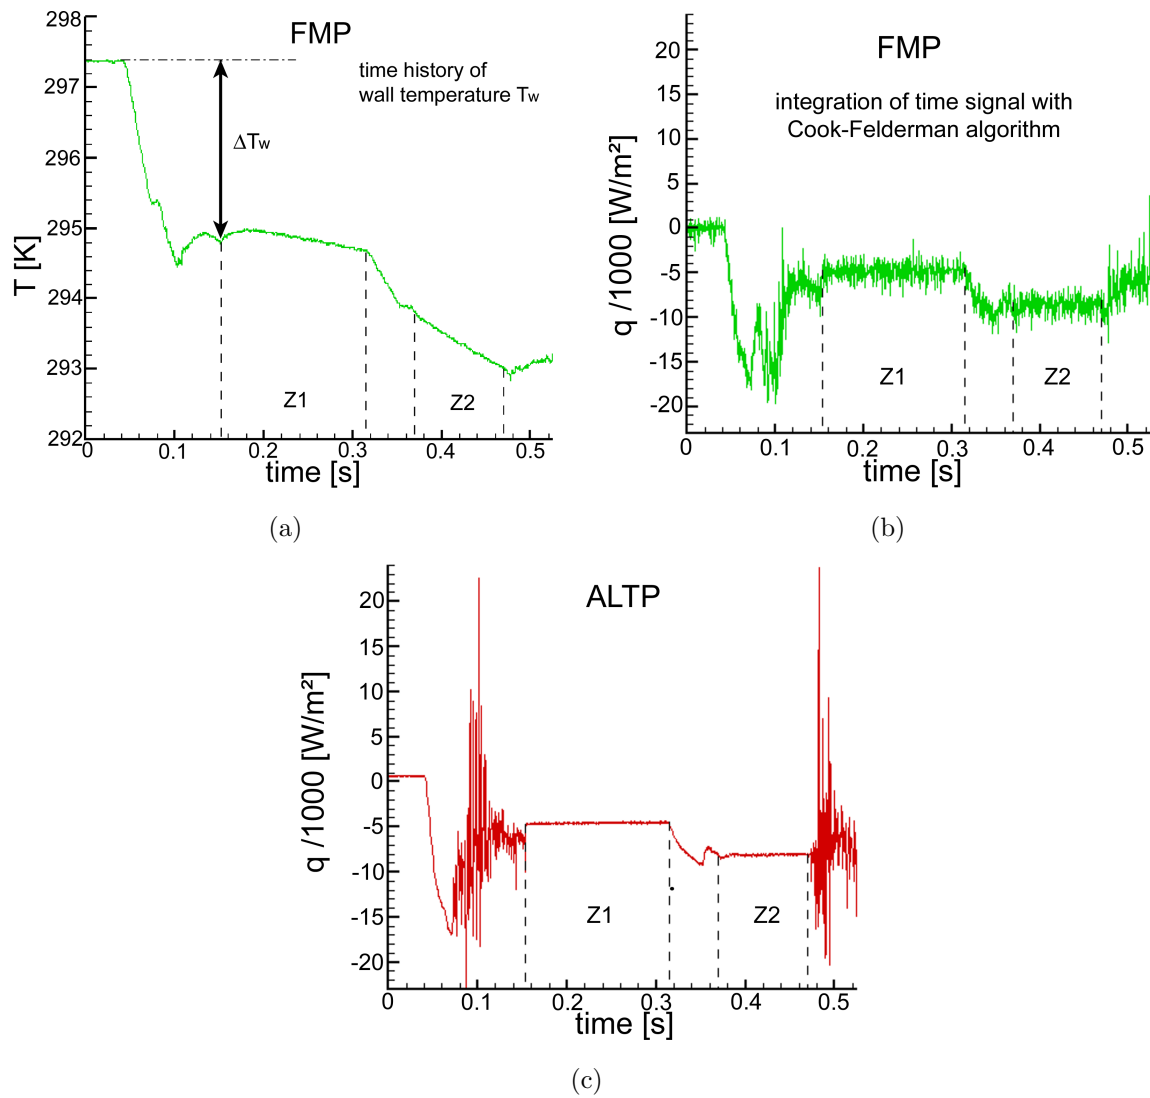 FMP
time history of
wall temperature Tw
ΔTw
T [K]
298
297
296
295
294
293
292
Z1
Z2
0 0.1 0.2 0.3 0.4 0.5
time [s]
(a)
FMP
integration of time signal with
Cook-Felderman algorithm
q /1000 [W/m²]
20
15
10
5
0
-5
-10
-15
-20
Z1
Z2
0 0.1 0.2 0.3 0.4 0.5
time [s]
(b)
ALTP
q /1000 [W/m²]
20
15
10
5
0
-5
-10
-15
-20
Z1
Z2
0 0.1 0.2 0.3 0.4 0.5
time [s]
(c)